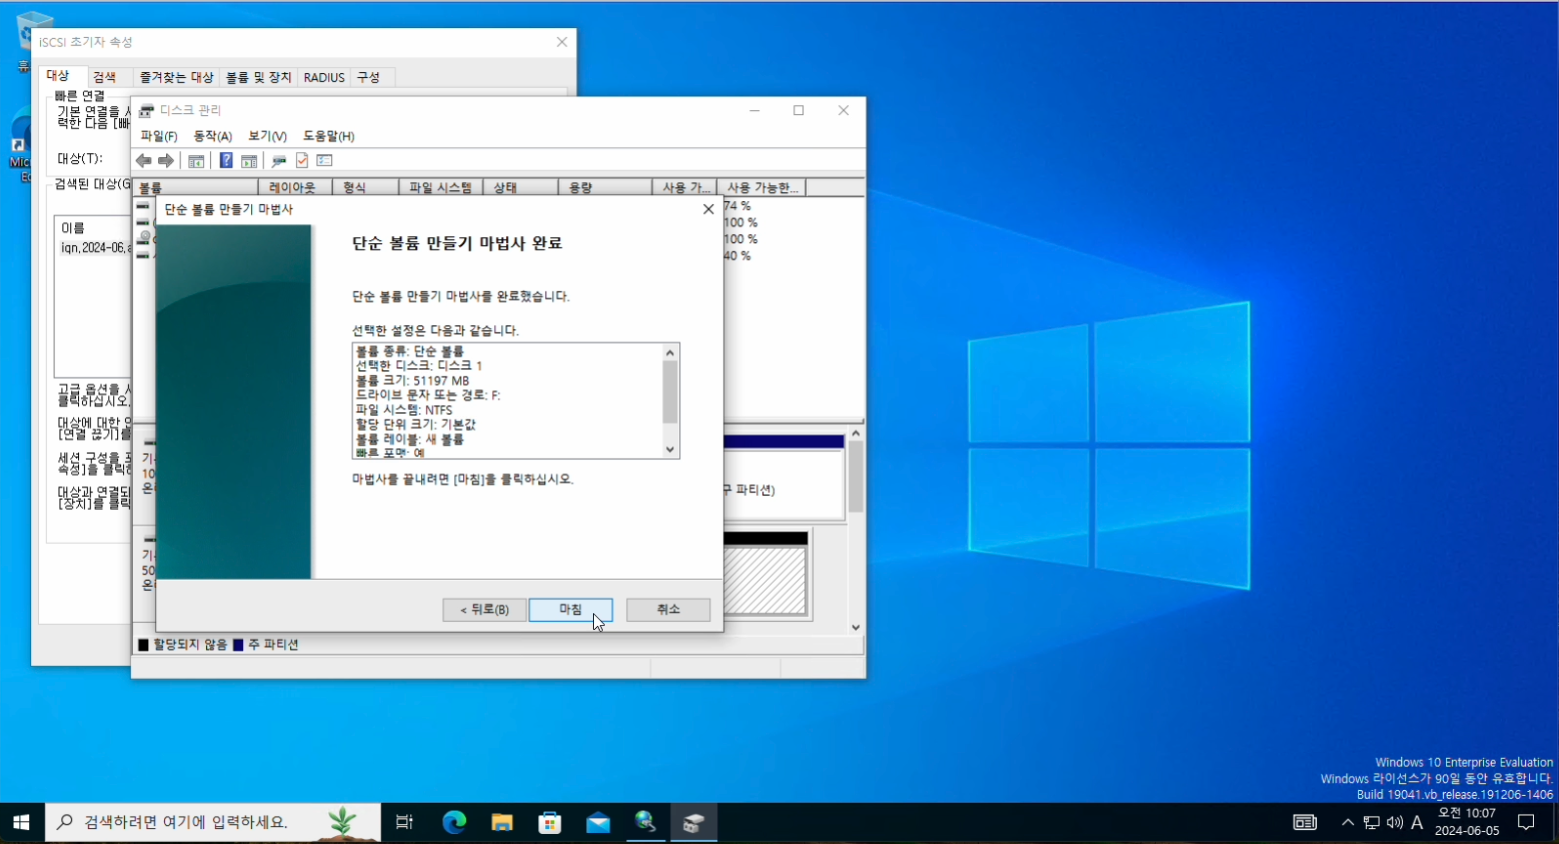 iSCSI 초기자 속성
대상 검색 즐겨찾는 대상 볼륨 및 장치 RADIUS 구성
빠른 연결
기본 연결을
력한 다음 [빠
대상(T):
검색된 대상(G
이름
iqn.2024-06.a
고급 옵션을
클릭하십시오.
대상에 대한
[연결 끊기]를
세션 구성을
속성]을 클릭하
대상과 연결되
[장치]를 클릭
디스크 관리
파일(F) 동작(A) 보기(V) 도움말(H)
볼륨 레이아웃 형식 파일 시스템 상태 용량 사용 가... 사용 가능한...
74 %
100 %
100 %
40 %
단순 볼륨 만들기 마법사
단순 볼륨 만들기 마법사 완료
단순 볼륨 만들기 마법사를 완료했습니다.
선택한 설정은 다음과 같습니다.
볼륨 종류: 단순 볼륨
선택한 디스크: 디스크 1
볼륨 크기: 51197 MB
드라이브 문자 또는 경로: F:
파일 시스템: NTFS
할당 단위 크기: 기본값
볼륨 레이블: 새 볼륨
빠른 포맷: 예
마법사를 끝내려면 [마침]을 클릭하십시오.
< 뒤로(B) 마침 취소
구 파티션)
할당되지 않음 주 파티션
Windows 10 Enterprise Evaluation
Windows 라이선스가 90일 동안 유효합니다.
Build 19041.vb_release.191206-1406
검색하려면 여기에 입력하세요.
A
오전 10:07
2024-06-05